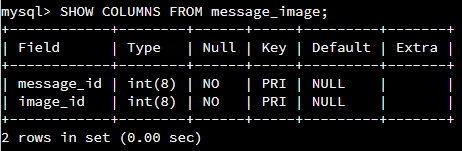 mysql> SHOW COLUMNS FROM message_image;
+------------+--------+------+-----+---------+-------+
| Field      | Type   | Null | Key | Default | Extra |
+------------+--------+------+-----+---------+-------+
| message_id | int(8) | NO   | PRI | NULL    |       |
| image_id   | int(8) | NO   | PRI | NULL    |       |
+------------+--------+------+-----+---------+-------+
2 rows in set (0.00 sec)